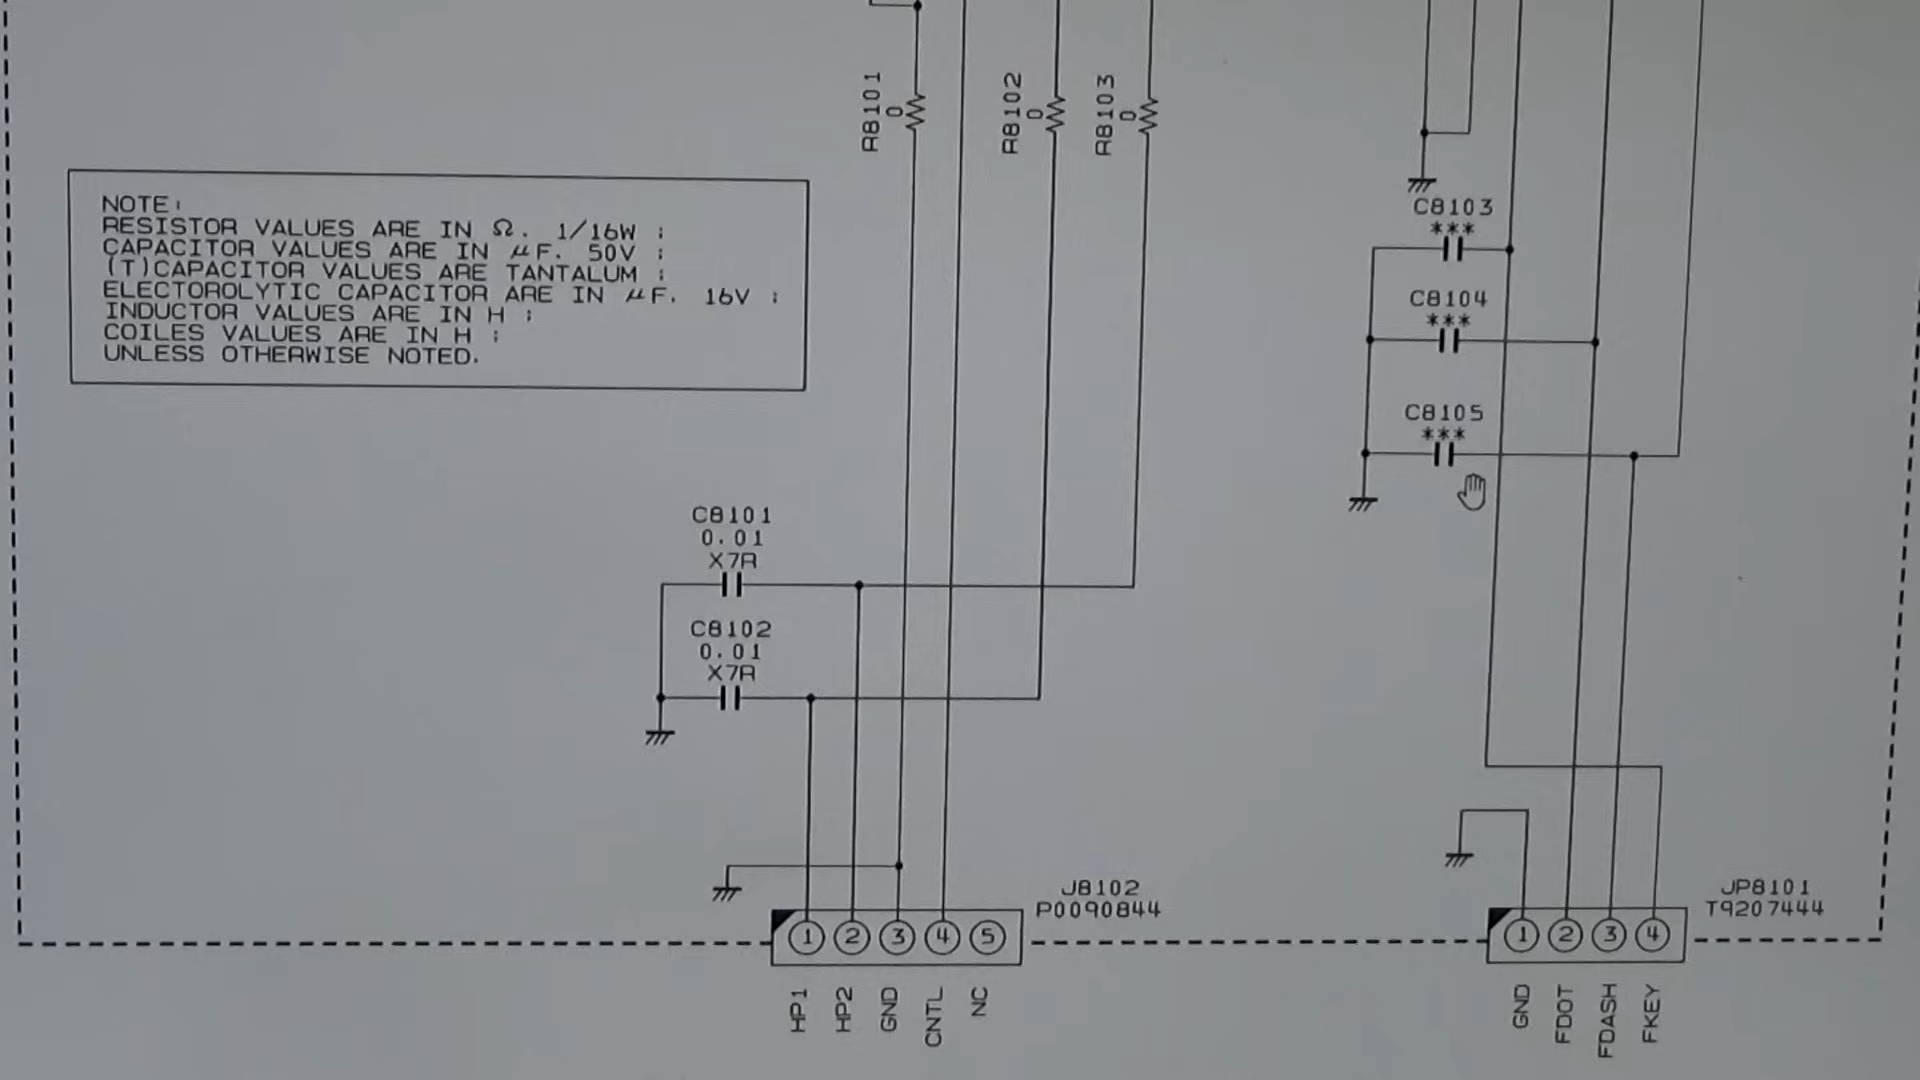 R8101
0
R8102
0
R8103
0
NOTE:
RESISTOR VALUES ARE IN Ω. 1/16W ;
CAPACITOR VALUES ARE IN μF. 50V ;
(T)CAPACITOR VALUES ARE TANTALUM ;
ELECTOROLYTIC CAPACITOR ARE IN μF. 16V ;
INDUCTOR VALUES ARE IN H ;
COILES VALUES ARE IN H ;
UNLESS OTHERWISE NOTED.
C8103
***
C8104
***
C8105
***
C8101
0.01
X7R
C8102
0.01
X7R
J8102
P0090844
1 2 3 4 5
HP1
HP2
GND
CNTL
NC
JP8101
T9207444
1 2 3 4
GND
FDOT
FDASH
FKEY